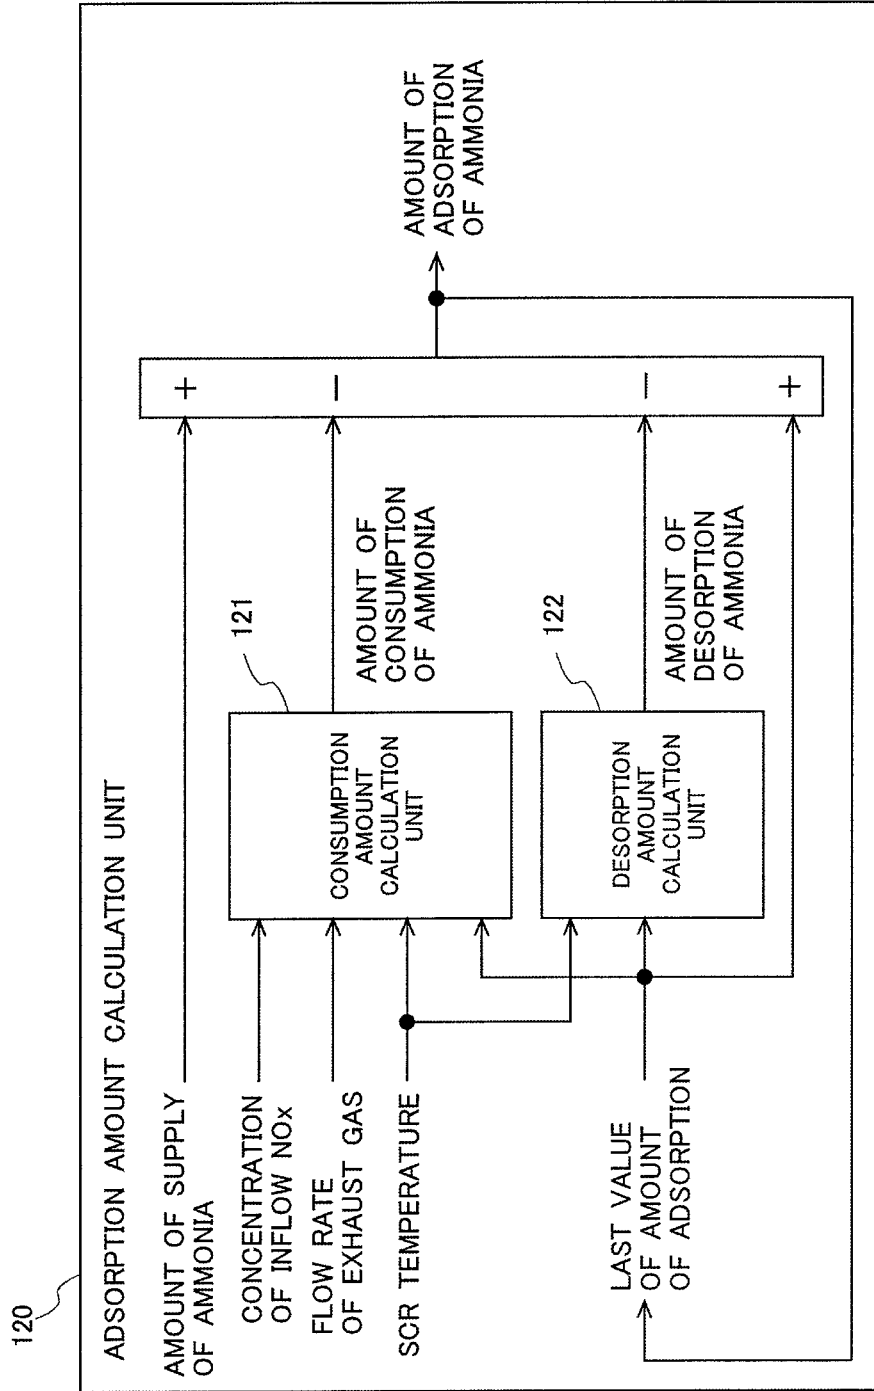 120
ADSORPTION AMOUNT CALCULATION UNIT
AMOUNT OF SUPPLY
OF AMMONIA
CONCENTRATION
OF INFLOW NOx
FLOW RATE
OF EXHAUST GAS
SCR TEMPERATURE
LAST VALUE
OF AMOUNT
OF ADSORPTION
121
CONSUMPTION
AMOUNT
CALCULATION
UNIT
122
DESORPTION
AMOUNT
CALCULATION
UNIT
AMOUNT OF
CONSUMPTION
OF AMMONIA
AMOUNT OF
DESORPTION
OF AMMONIA
+
−
−
+
AMOUNT OF
ADSORPTION
OF AMMONIA